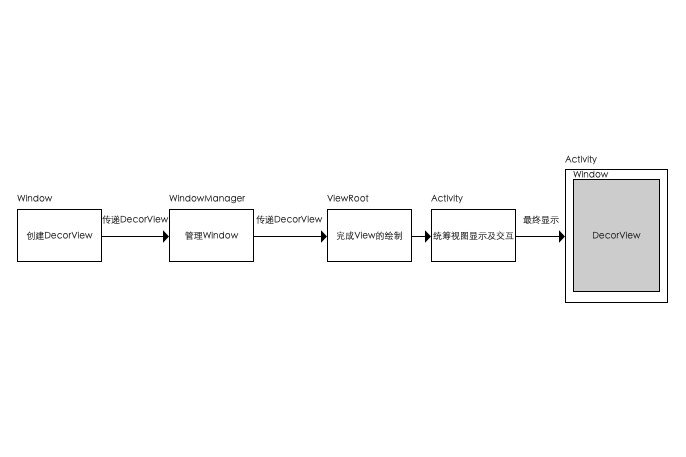 Activity
Window
Window
WindowManager
ViewRoot
Activity
传递DecorView
传递DecorView
最终显示
创建DecorView
管理Window
完成View的绘制
统筹视图显示及交互
DecorView